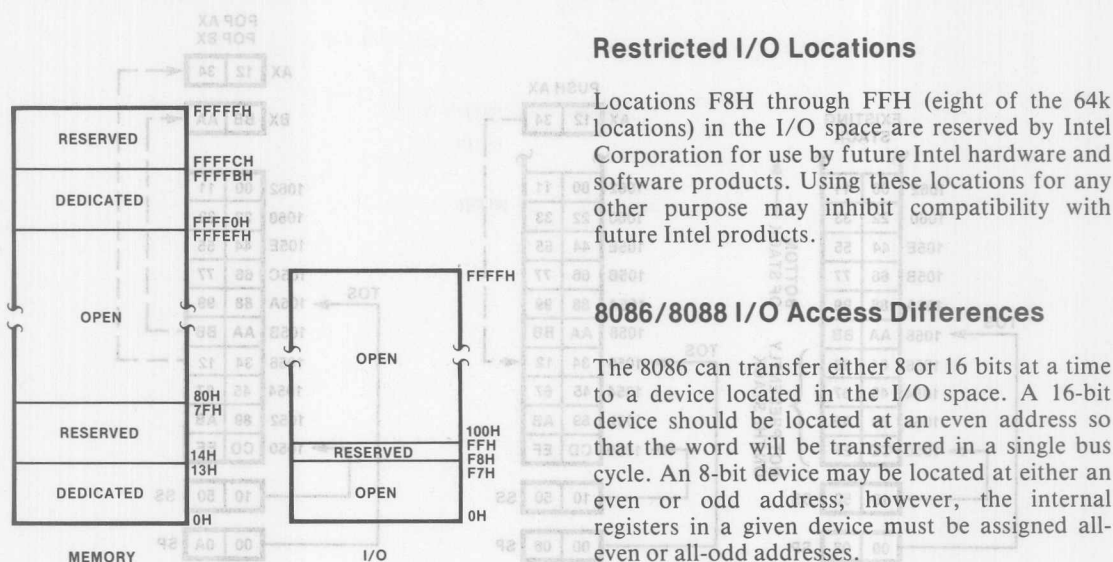 FFFFFH
RESERVED
FFFFCH
FFFFBH
DEDICATED
FFFF0H
FFFEFH
OPEN
80H
7FH
RESERVED
14H
13H
DEDICATED
0H
MEMORY
FFFFH
OPEN
100H
FFH
RESERVED
F8H
F7H
OPEN
0H
I/O
Restricted I/O Locations
Locations F8H through FFH (eight of the 64k
locations) in the I/O space are reserved by Intel
Corporation for use by future Intel hardware and
software products. Using these locations for any
other purpose may inhibit compatibility with
future Intel products.
8086/8088 I/O Access Differences
The 8086 can transfer either 8 or 16 bits at a time
to a device located in the I/O space. A 16-bit
device should be located at an even address so
that the word will be transferred in a single bus
cycle. An 8-bit device may be located at either an
even or odd address; however, the internal
registers in a given device must be assigned all-
even or all-odd addresses.